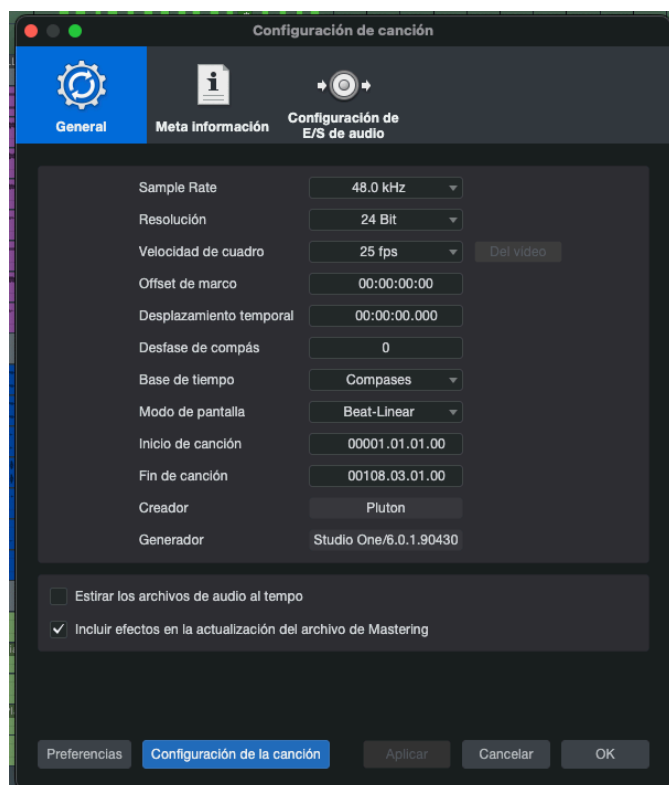 Configuración de canción
General
Meta información
Configuración de
E/S de audio
Sample Rate 48.0 kHz
Resolución 24 Bit
Velocidad de cuadro 25 fps Del vídeo
Offset de marco 00:00:00:00
Desplazamiento temporal 00:00:00.000
Desfase de compás 0
Base de tiempo Compases
Modo de pantalla Beat-Linear
Inicio de canción 00001.01.01.00
Fin de canción 00108.03.01.00
Creador Pluton
Generador Studio One/6.0.1.90430
Estirar los archivos de audio al tempo
Incluir efectos en la actualización del archivo de Mastering
Preferencias Configuración de la canción Aplicar Cancelar OK